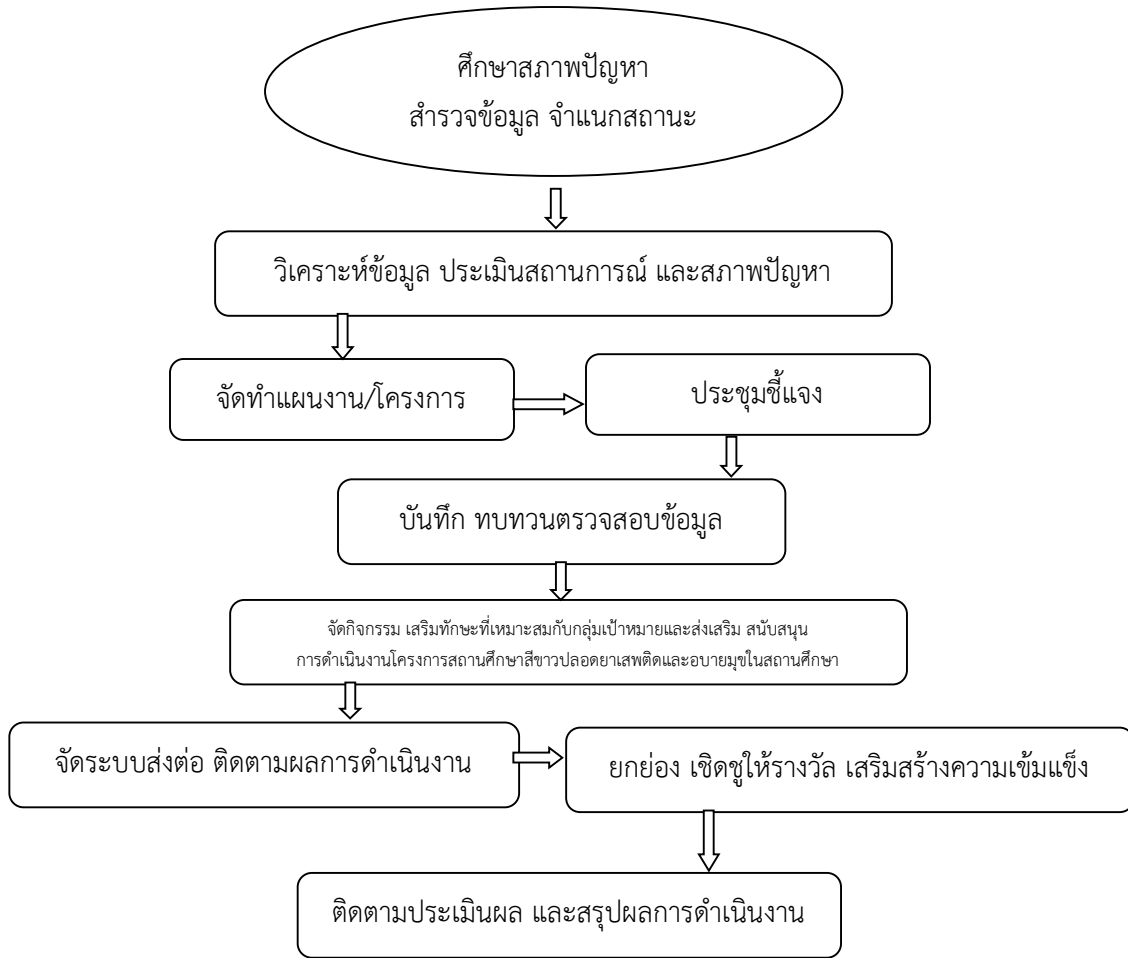 ศึกษาสภาพปัญหา
สำรวจข้อมูล จำแนกสถานะ
วิเคราะห์ข้อมูล ประเมินสถานการณ์ และสภาพปัญหา
จัดทำแผนงาน/โครงการ
ประชุมชี้แจง
บันทึก ทบทวนตรวจสอบข้อมูล
จัดกิจกรรม เสริมทักษะที่เหมาะสมกับกลุ่มเป้าหมายและส่งเสริม สนับสนุน
การดำเนินงานโครงการสถานศึกษาสีขาวปลอดยาเสพติดและอบายมุขในสถานศึกษา
จัดระบบส่งต่อ ติดตามผลการดำเนินงาน
ยกย่อง เชิดชูให้รางวัล เสริมสร้างความเข้มแข็ง
ติดตามประเมินผล และสรุปผลการดำเนินงาน